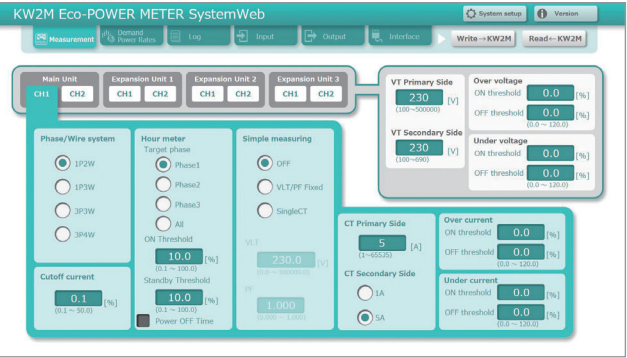 KW2M Eco-POWER METER SystemWeb
System setup
Version
Measurement
Demand
Power Rates
Log
Input
Output
Interface
Write→KW2M
Read←KW2M
Main Unit
Expansion Unit 1
Expansion Unit 2
Expansion Unit 3
CH1 CH2 CH1 CH2 CH1 CH2 CH1 CH2
VT Primary Side
230 [V]
(100~500000)
VT Secondary Side
230 [V]
(100~690)
Over voltage
ON threshold 0.0 [%]
OFF threshold 0.0 [%]
(0.0 ~ 120.0)
Under voltage
ON threshold 0.0 [%]
OFF threshold 0.0 [%]
(0.0 ~ 120.0)
Phase/Wire system
1P2W
1P3W
3P3W
3P4W
Cutoff current
0.1 [%]
(0.1 ~ 50.0)
Hour meter
Target phase
Phase1
Phase2
Phase3
All
ON Threshold
10.0 [%]
(0.1 ~ 100.0)
Standby Threshold
10.0 [%]
(0.1 ~ 100.0)
Power OFF Time
Simple measuring
OFF
VLT/PF Fixed
SingleCT
VLT
230.0 [V]
PF
1.000
(0.000 ~ 1.000)
CT Primary Side
5 [A]
(1~65535)
CT Secondary Side
1A
5A
Over current
ON threshold 0.0 [%]
OFF threshold 0.0 [%]
(0.0 ~ 120.0)
Under current
ON threshold 0.0 [%]
OFF threshold 0.0 [%]
(0.0 ~ 120.0)